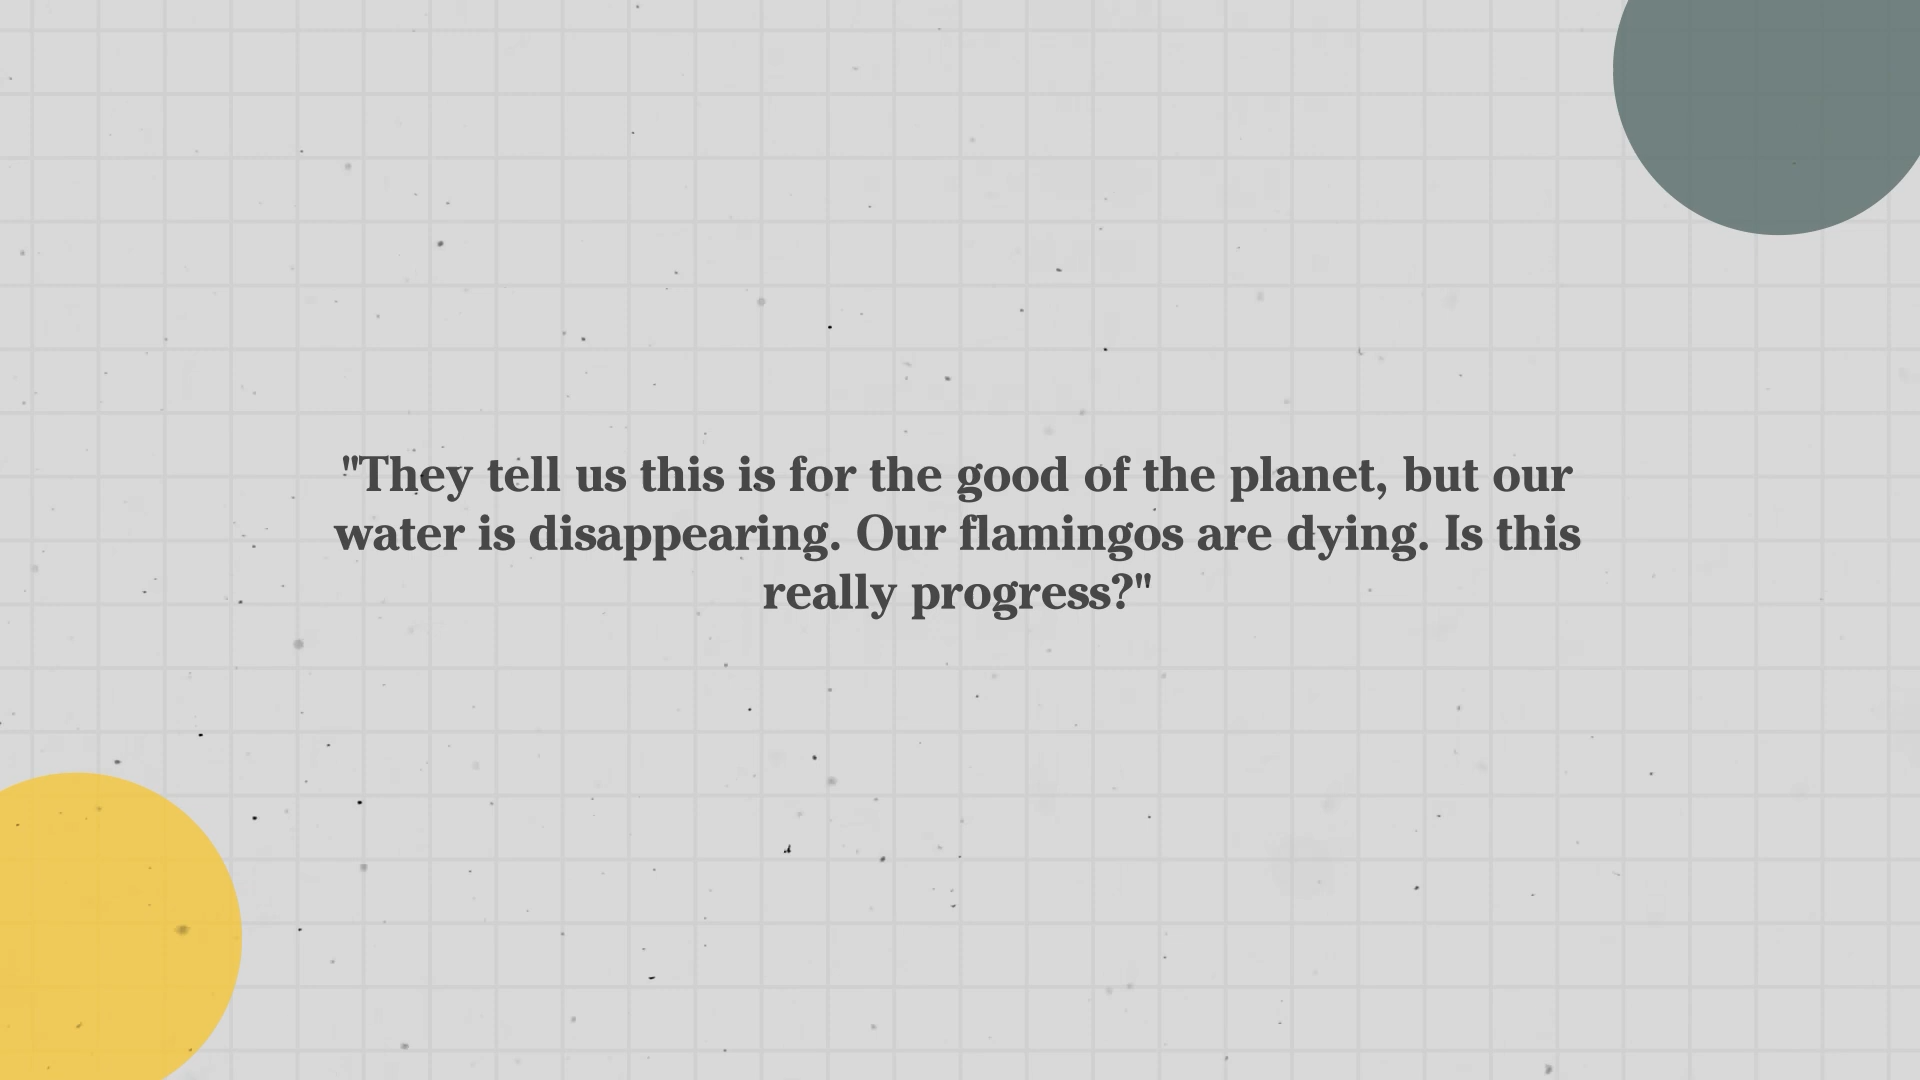 "They tell us this is for the good of the planet, but our
water is disappearing. Our flamingos are dying. Is this
really progress?"